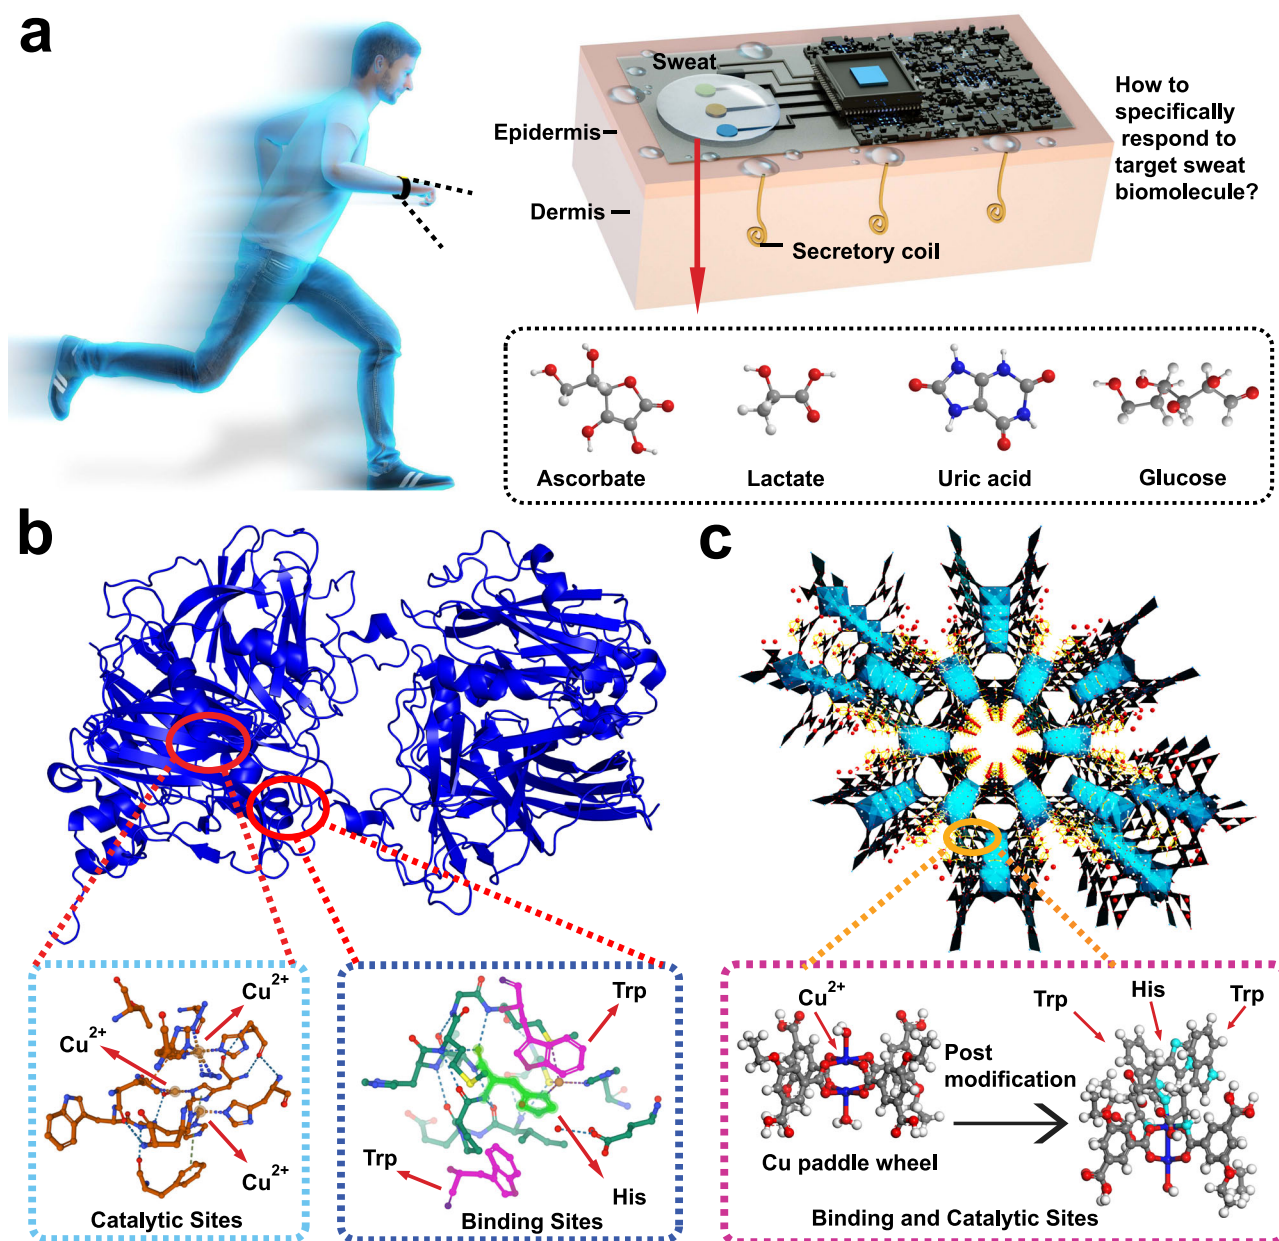 a
Sweat
Epidermis
Dermis
Secretory coil
How to
specifically
respond to
target sweat
biomolecule?
Ascorbate
Lactate
Uric acid
Glucose
b
Cu2+
Cu2+
Cu2+
Catalytic Sites
Trp
Trp
His
Binding Sites
c
Cu2+
Cu paddle wheel
Post
modification
Trp
His
Trp
Binding and Catalytic Sites